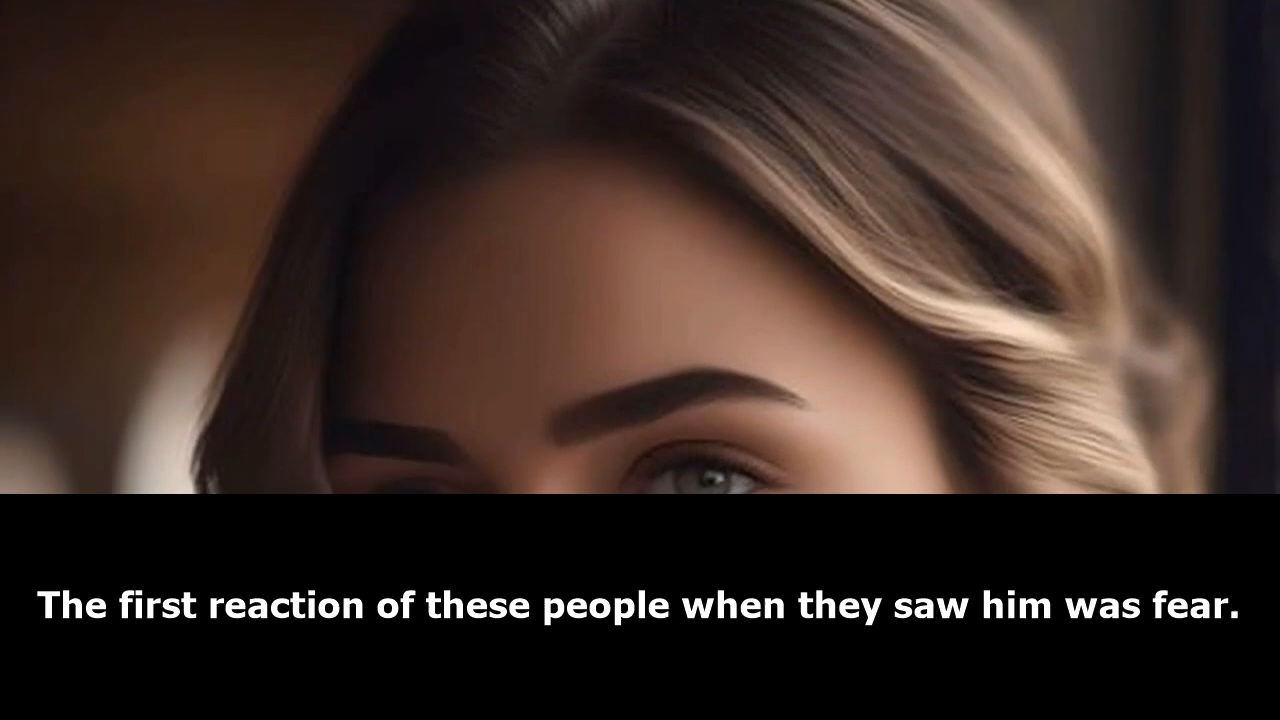 The first reaction of these people when they saw him was fear.